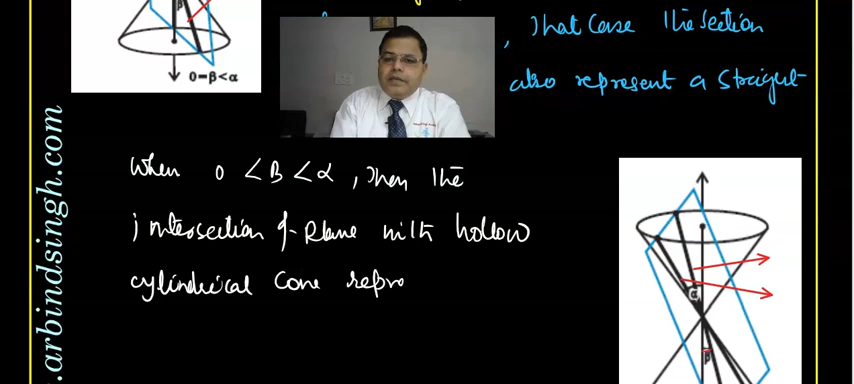 0=β<α
, That Case The Section
also represent a Straight
When 0 < B < α , Then The
intersection of plane with hollow
cylindrical Cone repre
α
β
.arbindsingh.com